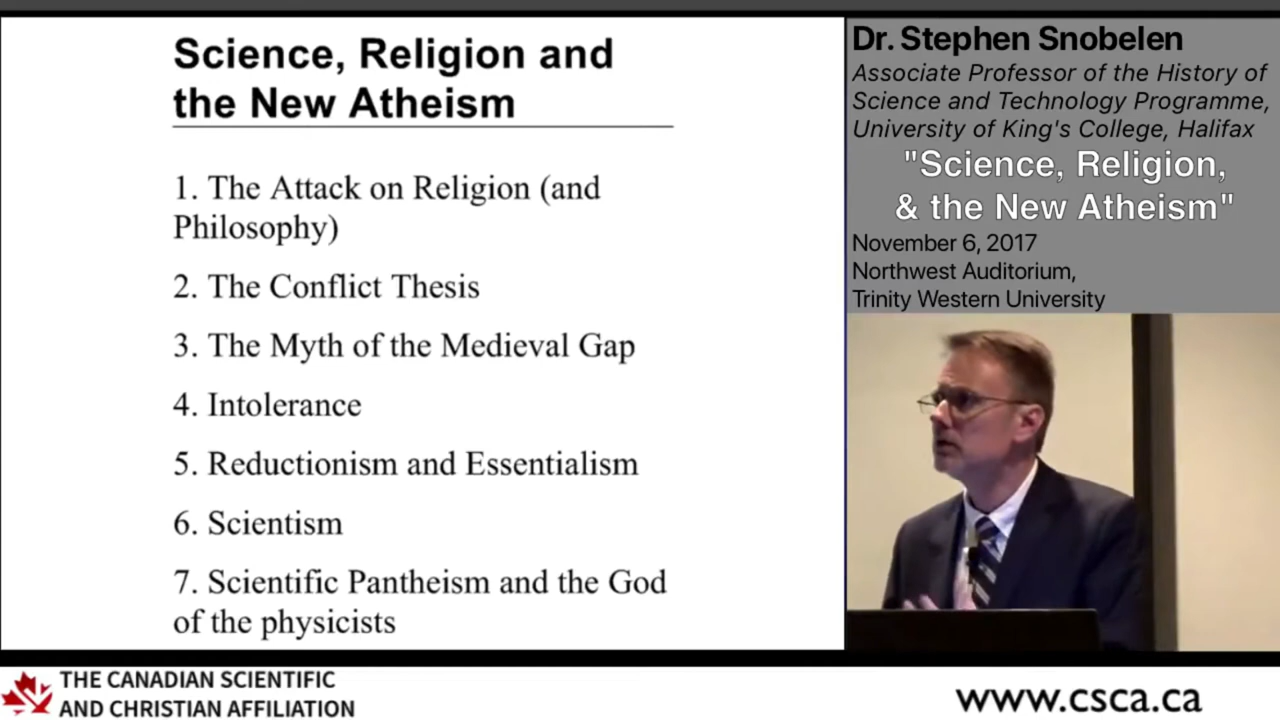 Science, Religion and
the New Atheism
1. The Attack on Religion (and
Philosophy)
2. The Conflict Thesis
3. The Myth of the Medieval Gap
4. Intolerance
5. Reductionism and Essentialism
6. Scientism
7. Scientific Pantheism and the God
of the physicists
Dr. Stephen Snobelen
Associate Professor of the History of
Science and Technology Programme,
University of King's College, Halifax
"Science, Religion,
& the New Atheism"
November 6, 2017
Northwest Auditorium,
Trinity Western University
THE CANADIAN SCIENTIFIC
AND CHRISTIAN AFFILIATION
www.csca.ca